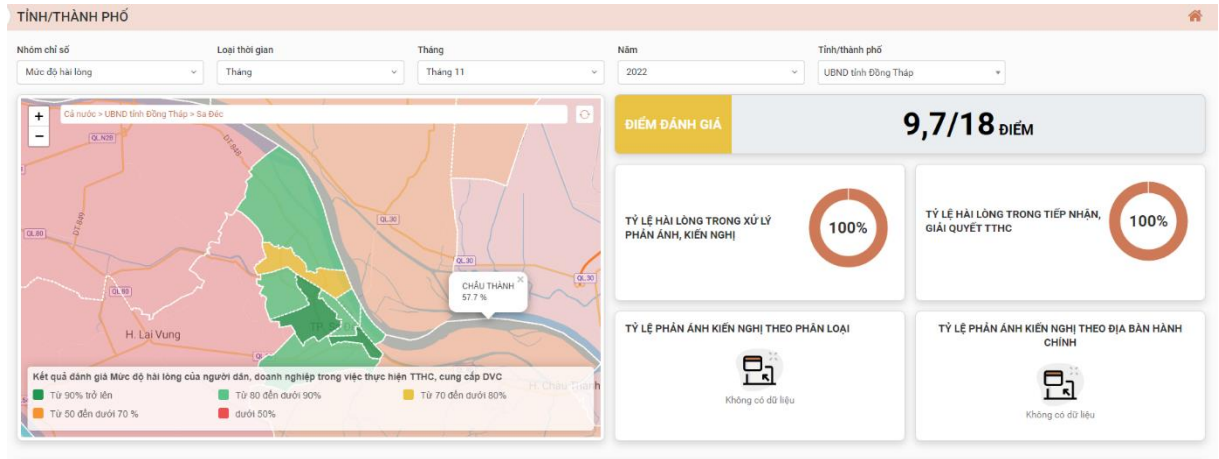 TỈNH/THÀNH PHỐ
Nhóm chỉ số
Loại thời gian
Tháng
Năm
Tỉnh/thành phố
Mức độ hài lòng
Tháng
Tháng 11
2022
UBND tỉnh Đồng Tháp
+
−
Cả nước > UBND tỉnh Đồng Tháp > Sa Đéc
QL.N2B
ĐT.848
ĐT.849
QL.80
QL.30
QL.30
QL.30
QL.80
CHÂU THÀNH ×
57.7 %
H. Lai Vung
H. Châu Thành
Kết quả đánh giá Mức độ hài lòng của người dân, doanh nghiệp trong việc thực hiện TTHC, cung cấp DVC
Từ 90% trở lên
Từ 80 đến dưới 90%
Từ 70 đến dưới 80%
Từ 50 đến dưới 70 %
dưới 50%
ĐIỂM ĐÁNH GIÁ
9,7/18 ĐIỂM
TỶ LỆ HÀI LÒNG TRONG XỬ LÝ
PHẢN ÁNH, KIẾN NGHỊ
100%
TỶ LỆ HÀI LÒNG TRONG TIẾP NHẬN,
GIẢI QUYẾT TTHC
100%
TỶ LỆ PHẢN ÁNH KIẾN NGHỊ THEO PHÂN LOẠI
Không có dữ liệu
TỶ LỆ PHẢN ÁNH KIẾN NGHỊ THEO ĐỊA BÀN HÀNH
CHÍNH
Không có dữ liệu